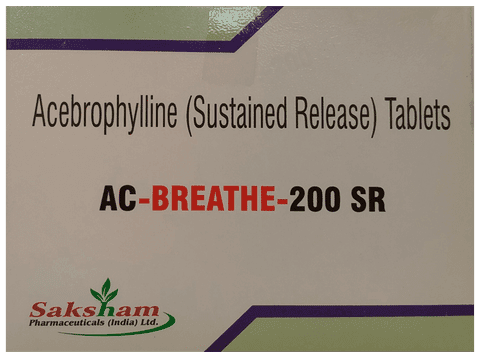 Acebrophylline (Sustained Release) Tablets
AC-BREATHE-200 SR
Saksham
Pharmaceuticals (India) Ltd.